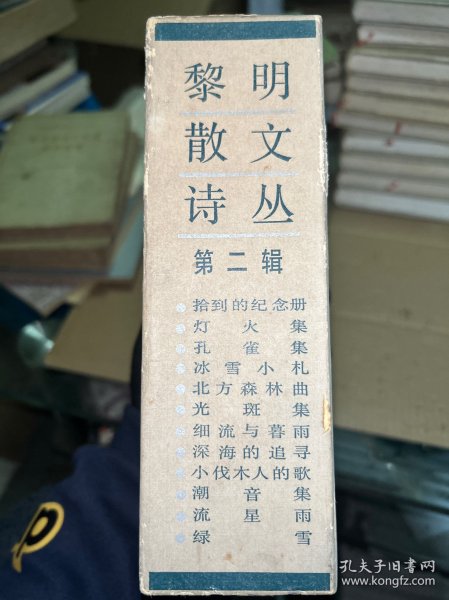 黎明
散文
诗丛
第二辑
拾到的纪念册
灯火集
孔雀集
冰雪小札
北方森林曲
光斑集
细流与暮雨
深海的追寻
小伐木人的歌
潮音集
流星雨
绿雪
孔夫子旧书网
www.kongfz.com